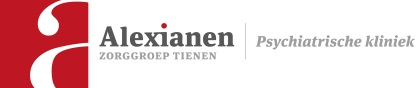 a
Alexianen
ZORGGROEP TIENEN
Psychiatrische kliniek